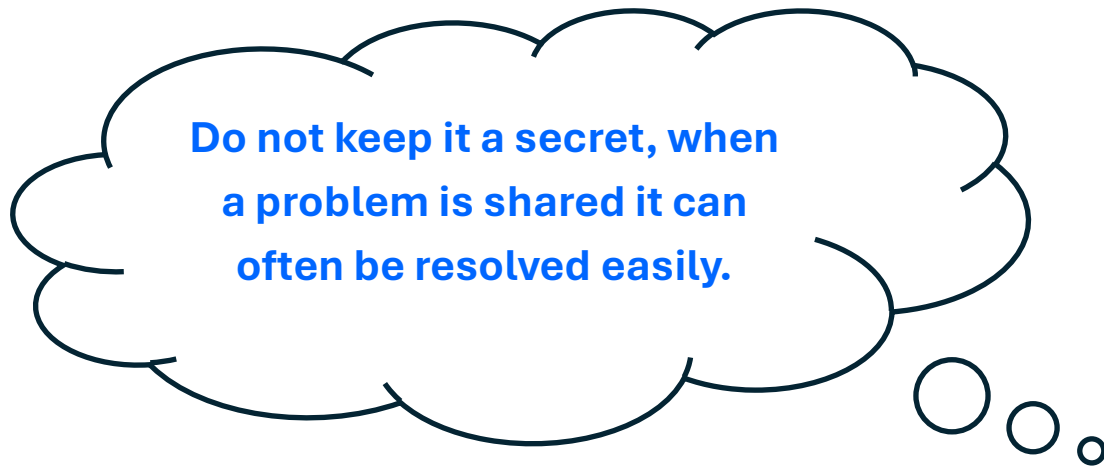 Do not keep it a secret, when
a problem is shared it can
often be resolved easily.